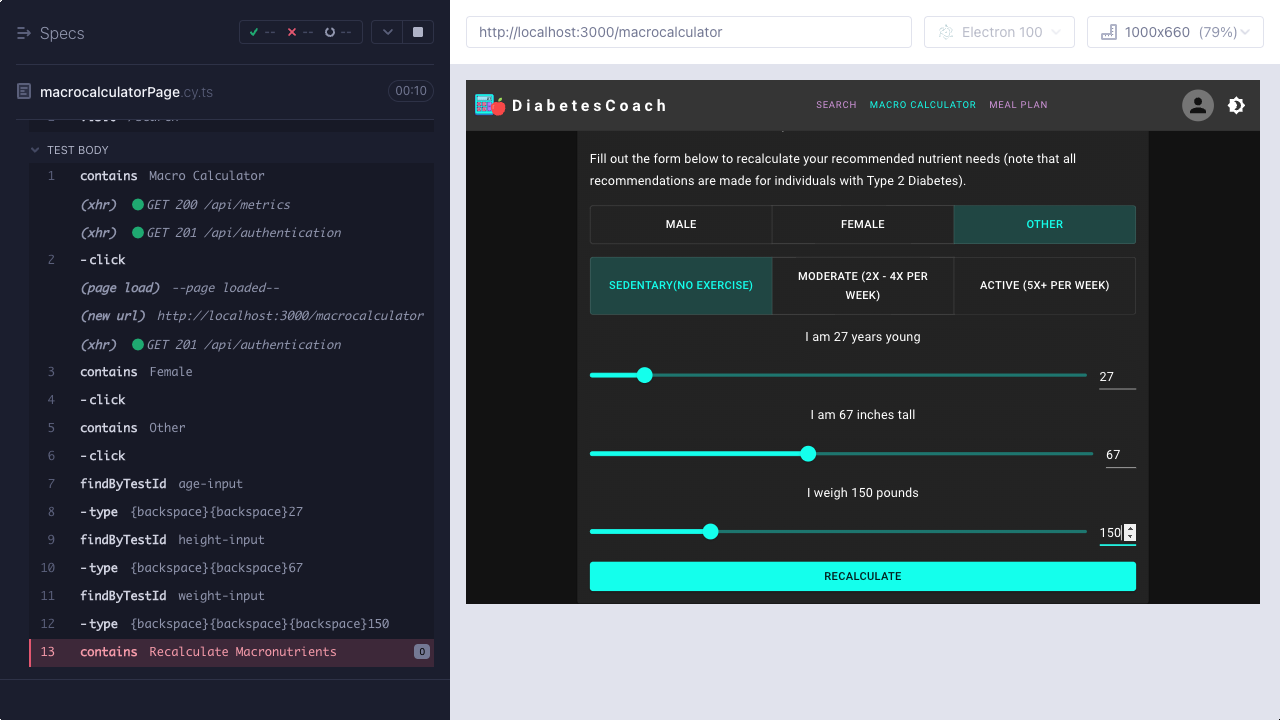 Specs
-- -- --
macrocalculatorPage.cy.ts
00:10
TEST BODY
1 contains Macro Calculator
(xhr) GET 200 /api/metrics
(xhr) GET 201 /api/authentication
2 -click
(page load) --page loaded--
(new url) http://localhost:3000/macrocalculator
(xhr) GET 201 /api/authentication
3 contains Female
4 -click
5 contains Other
6 -click
7 findByTestId age-input
8 -type {backspace}{backspace}27
9 findByTestId height-input
10 -type {backspace}{backspace}67
11 findByTestId weight-input
12 -type {backspace}{backspace}{backspace}150
13 contains Recalculate Macronutrients 0
http://localhost:3000/macrocalculator
Electron 100
1000x660 (79%)
DiabetesCoach
SEARCH MACRO CALCULATOR MEAL PLAN
Fill out the form below to recalculate your recommended nutrient needs (note that all
recommendations are made for individuals with Type 2 Diabetes).
MALE FEMALE OTHER
SEDENTARY(NO EXERCISE) MODERATE (2X - 4X PER
WEEK) ACTIVE (5X+ PER WEEK)
I am 27 years young
27
I am 67 inches tall
67
I weigh 150 pounds
150
RECALCULATE